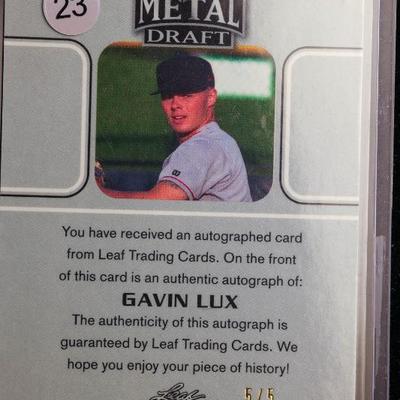 23
METAL
DRAFT
You have received an autographed card
from Leaf Trading Cards. On the front
of this card is an authentic autograph of:
GAVIN LUX
The authenticity of this autograph is
guaranteed by Leaf Trading Cards. We
hope you enjoy your piece of history!
Leaf 5/5